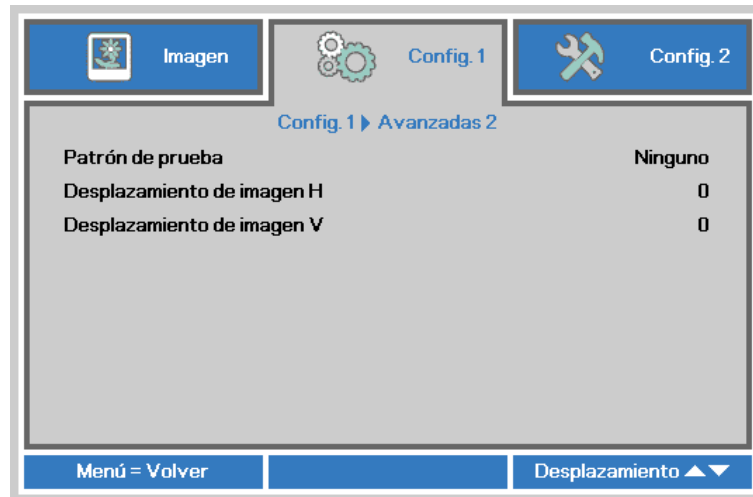 Imagen
Config. 1
Config. 2
Config. 1 ▶ Avanzadas 2
Patrón de prueba Ninguno
Desplazamiento de imagen H 0
Desplazamiento de imagen V 0
Menú = Volver
Desplazamiento ▲▼